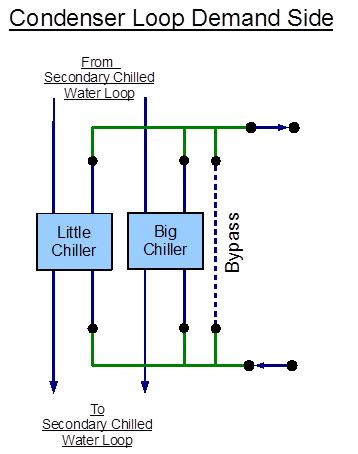 Condenser Loop Demand Side
From
Secondary Chilled
Water Loop
Little
Chiller
Big
Chiller
Bypass
To
Secondary Chilled
Water Loop